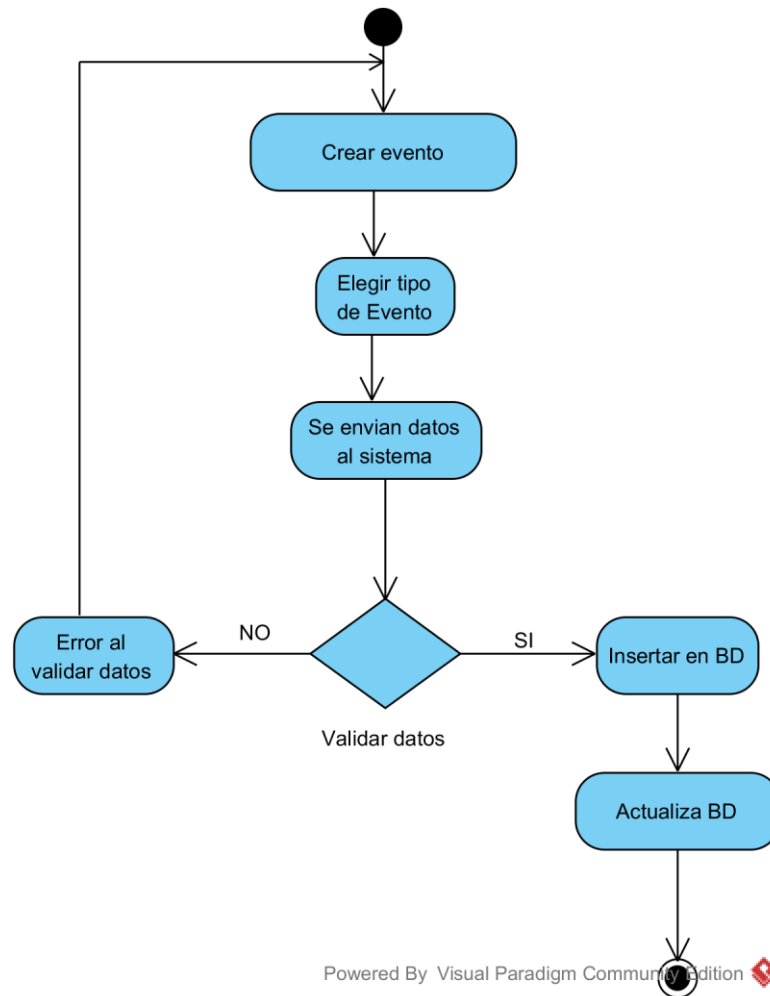 Crear evento
Elegir tipo
de Evento
Se envian datos
al sistema
NO
SI
Error al
validar datos
Insertar en BD
Validar datos
Actualiza BD
Powered By Visual Paradigm Community Edition